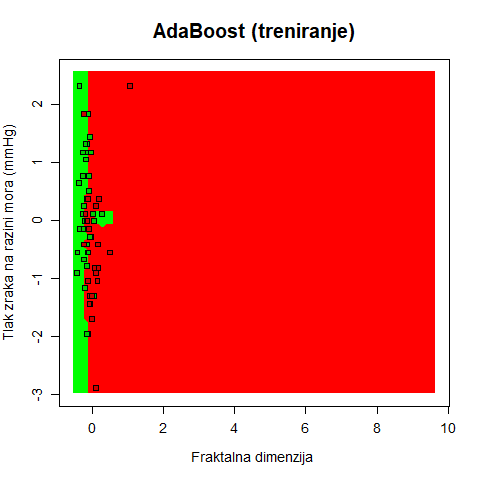 AdaBoost (treniranje)
Tlak zraka na razini mora (mmHg)
2
1
0
-1
-2
-3
0 2 4 6 8 10
Fraktalna dimenzija